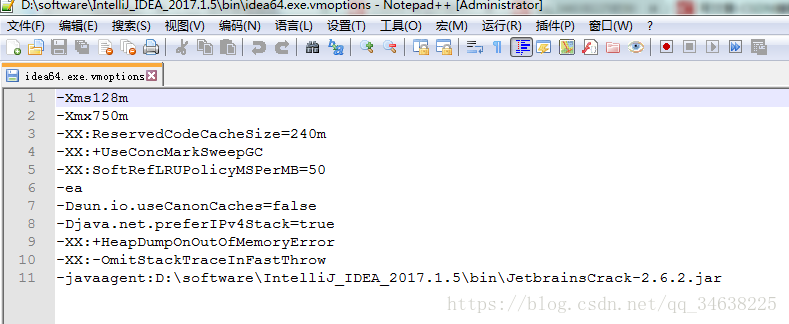 D:\software\IntelliJ_IDEA_2017.1.5\bin\idea64.exe.vmoptions - Notepad++ [Administrator]
文件(F) 编辑(E) 搜索(S) 视图(V) 编码(N) 语言(L) 设置(T) 工具(O) 宏(M) 运行(R) 插件(P) 窗口(W) ?
idea64.exe.vmoptions
1 -Xms128m
2 -Xmx750m
3 -XX:ReservedCodeCacheSize=240m
4 -XX:+UseConcMarkSweepGC
5 -XX:SoftRefLRUPolicyMSPerMB=50
6 -ea
7 -Dsun.io.useCanonCaches=false
8 -Djava.net.preferIPv4Stack=true
9 -XX:+HeapDumpOnOutOfMemoryError
10 -XX:-OmitStackTraceInFastThrow
11 -javaagent:D:\software\IntelliJ_IDEA_2017.1.5\bin\JetbrainsCrack-2.6.2.jar
https://blog.csdn.net/qq_34638225